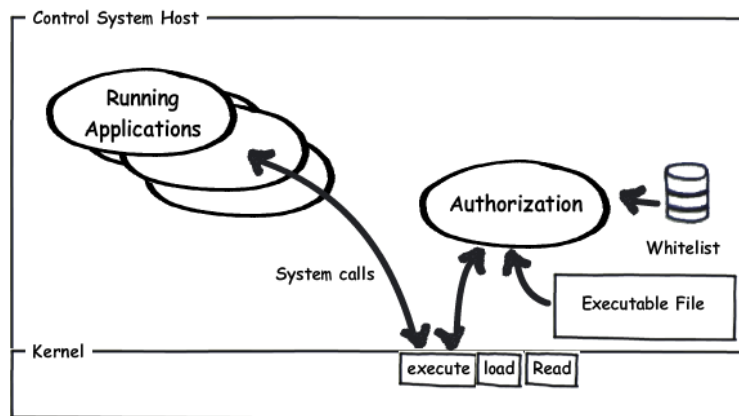 Control System Host
Running
Applications
Authorization
Whitelist
System calls
Executable File
Kernel
execute
load
Read